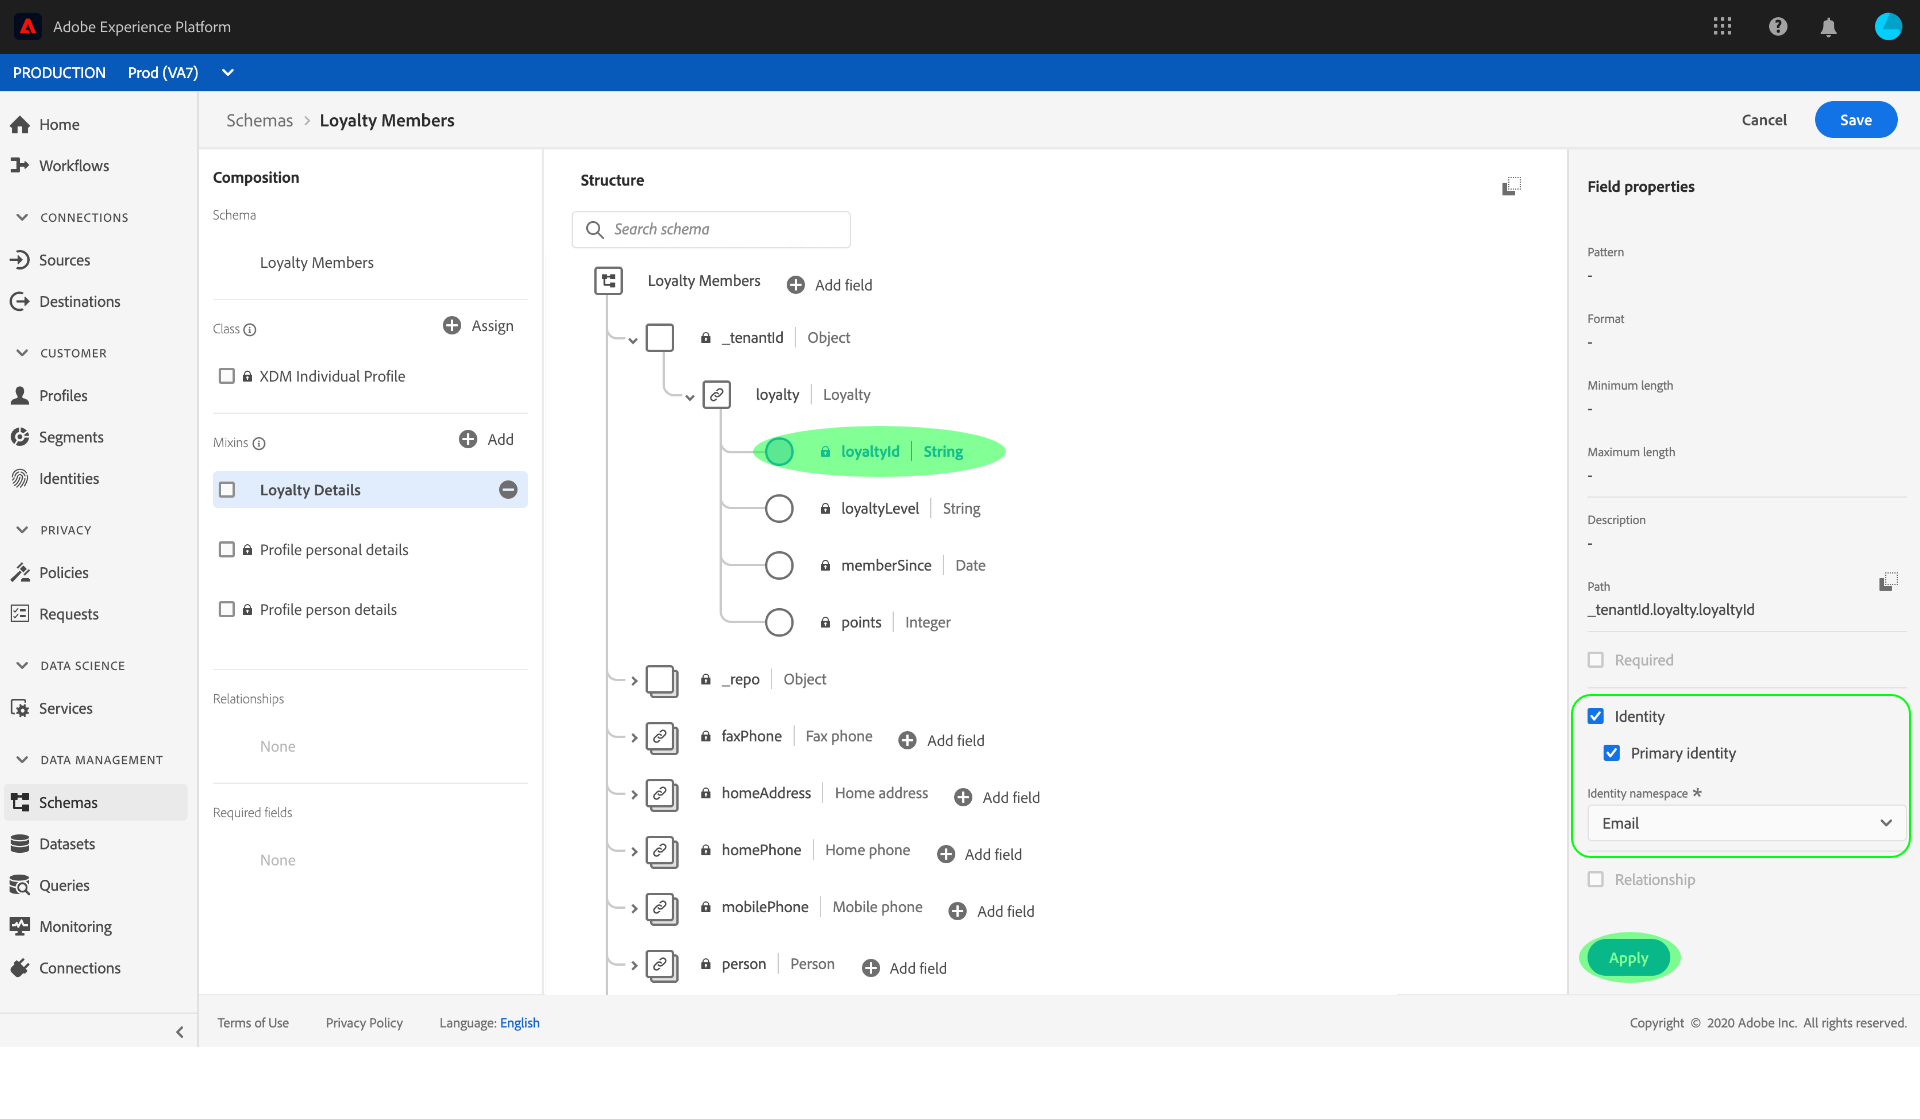 Adobe Experience Platform
PRODUCTION Prod (VA7)
Home
Workflows
CONNECTIONS
Sources
Destinations
CUSTOMER
Profiles
Segments
Identities
PRIVACY
Policies
Requests
DATA SCIENCE
Services
DATA MANAGEMENT
Schemas
Datasets
Queries
Monitoring
Connections
Schemas > Loyalty Members
Cancel
Save
Composition
Schema
Loyalty Members
Class
Assign
XDM Individual Profile
Mixins
Add
Loyalty Details
Profile personal details
Profile person details
Relationships
None
Required fields
None
Structure
Search schema
Loyalty Members Add field
_tenantId | Object
loyalty | Loyalty
loyaltyId | String
loyaltyLevel | String
memberSince | Date
points | Integer
_repo | Object
faxPhone | Fax phone Add field
homeAddress | Home address Add field
homePhone | Home phone Add field
mobilePhone | Mobile phone Add field
person | Person Add field
Field properties
Pattern
-
Format
-
Minimum length
-
Maximum length
-
Description
-
Path
_tenantId.loyalty.loyaltyId
Required
Identity
Primary identity
Identity namespace *
Email
Relationship
Apply
Terms of Use Privacy Policy Language: English
Copyright © 2020 Adobe Inc. All rights reserved.